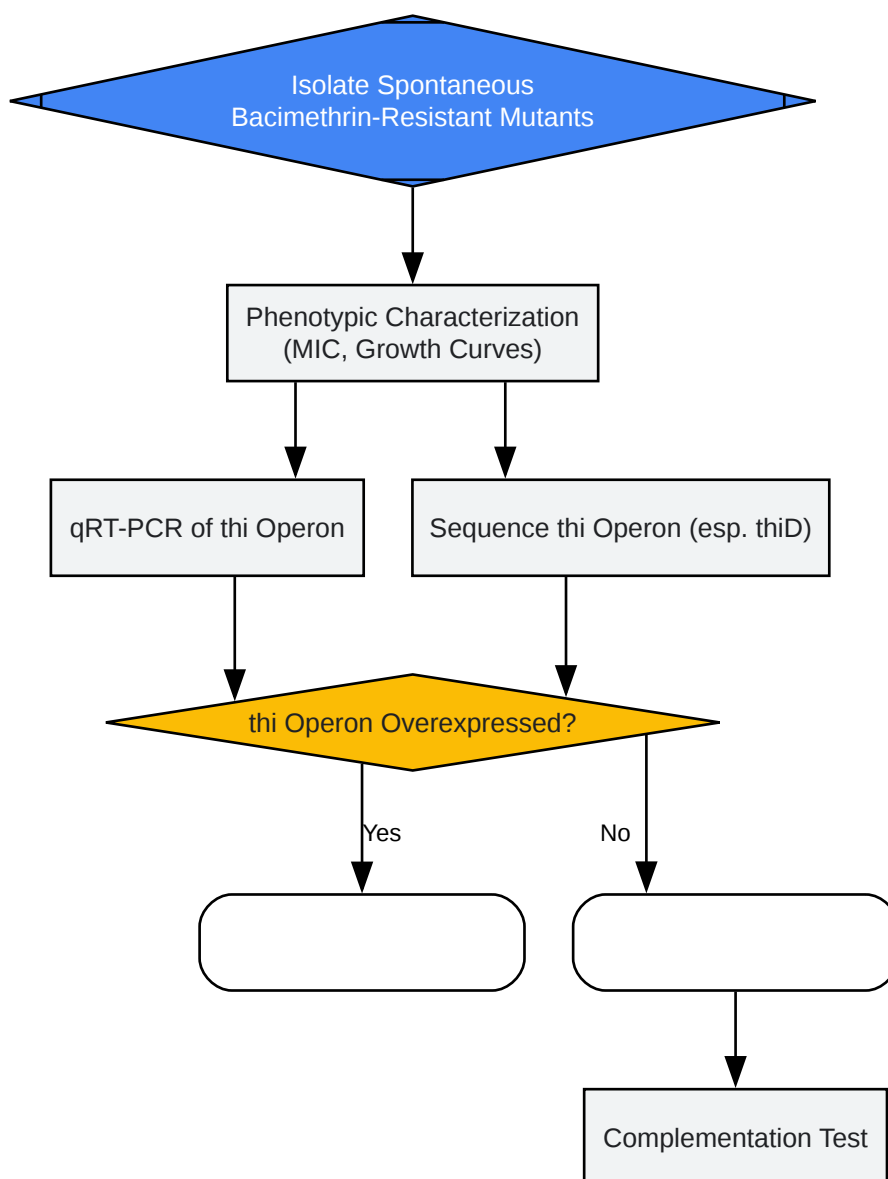 Isolate Spontaneous
Bacimethrin-Resistant Mutants
Phenotypic Characterization
(MIC, Growth Curves)
qRT-PCR of thi Operon
Sequence thi Operon (esp. thiD)
thi Operon Overexpressed?
Yes
No
Complementation Test